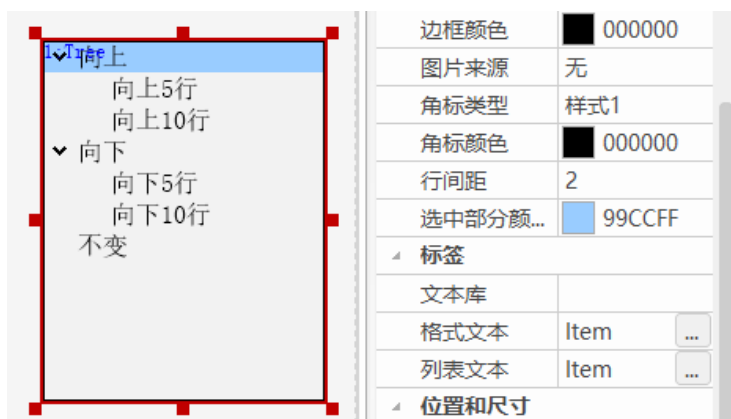 1:Tree
向上
向上5行
向上10行
向下
向下5行
向下10行
不变
边框颜色 000000
图片来源 无
角标类型 样式1
角标颜色 000000
行间距 2
选中部分颜... 99CCFF
标签
文本库
格式文本 Item ...
列表文本 Item ...
位置和尺寸